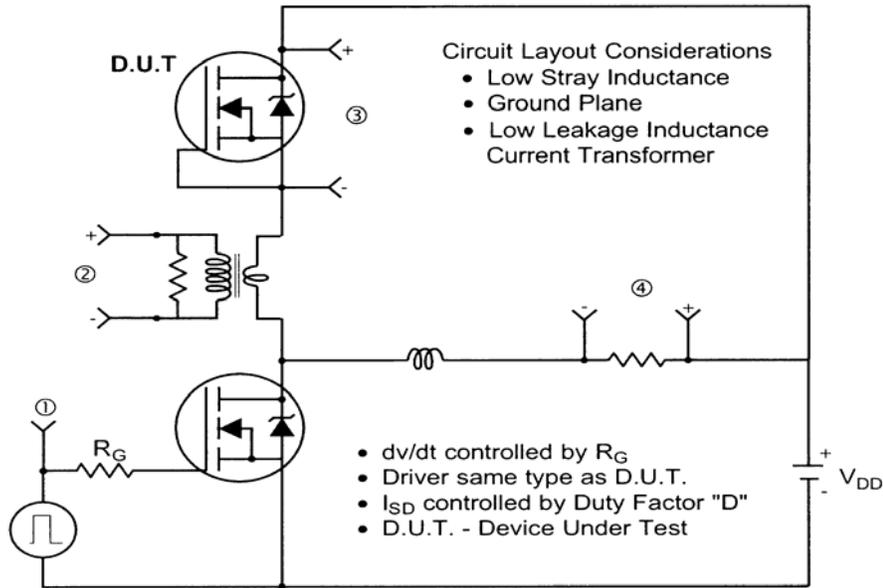 D.U.T
+
-
③
Circuit Layout Considerations
• Low Stray Inductance
• Ground Plane
• Low Leakage Inductance
Current Transformer
+
②
-
④
- +
①
R_G
• dv/dt controlled by R_G
• Driver same type as D.U.T.
• I_SD controlled by Duty Factor "D"
• D.U.T. - Device Under Test
+
-
V_DD